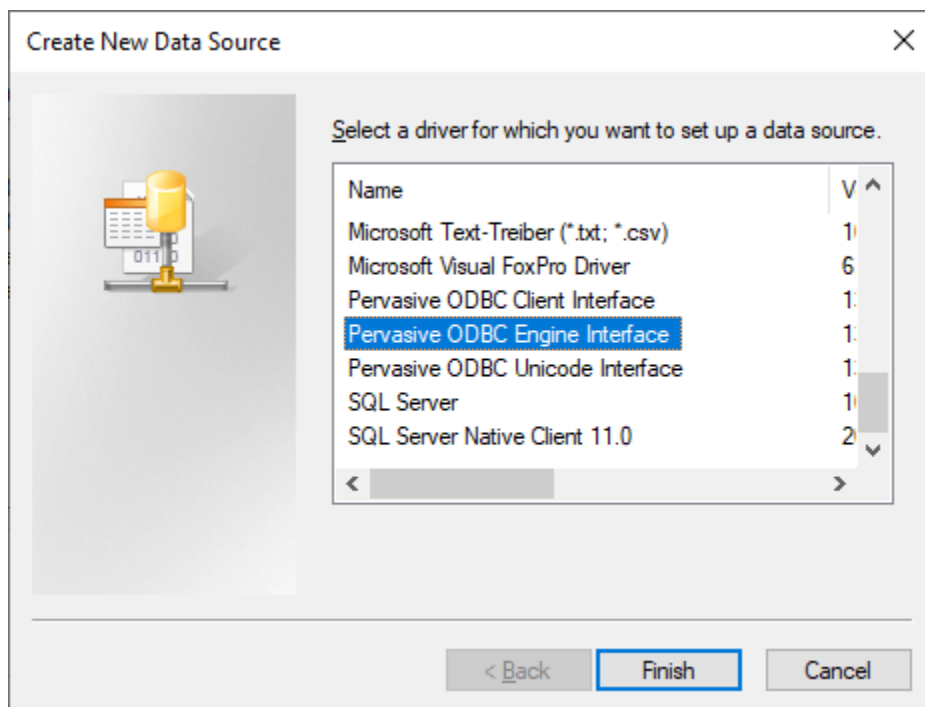 Create New Data Source
Select a driver for which you want to set up a data source.
Name
Microsoft Text-Treiber (*.txt; *.csv)
Microsoft Visual FoxPro Driver 6
Pervasive ODBC Client Interface
Pervasive ODBC Engine Interface
Pervasive ODBC Unicode Interface
SQL Server
SQL Server Native Client 11.0
< Back Finish Cancel